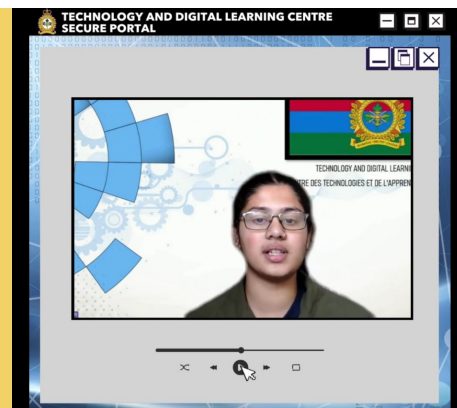 TECHNOLOGY AND DIGITAL LEARNING CENTRE
SECURE PORTAL
TECHNOLOGY AND DIGITAL LEARNI
TRE DES TECHNOLOGIES ET DE L'APPREN